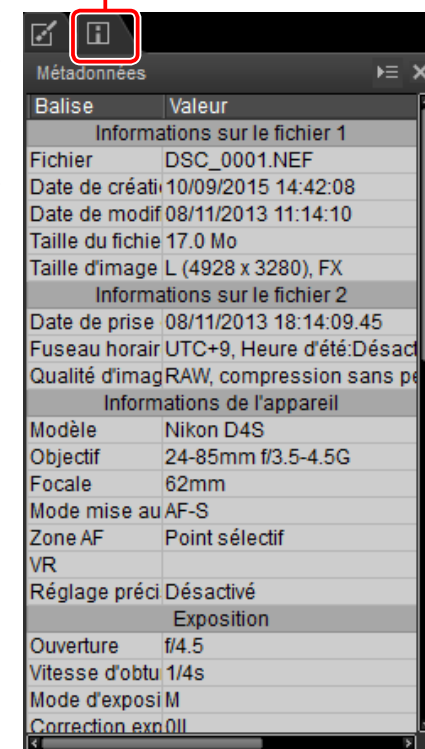 Métadonnées
Balise Valeur
Informations sur le fichier 1
Fichier DSC_0001.NEF
Date de créati 10/09/2015 14:42:08
Date de modif 08/11/2013 11:14:10
Taille du fichie 17.0 Mo
Taille d'image L (4928 x 3280), FX
Informations sur le fichier 2
Date de prise 08/11/2013 18:14:09.45
Fuseau horair UTC+9, Heure d'été:Désact
Qualité d'imag RAW, compression sans pe
Informations de l'appareil
Modèle Nikon D4S
Objectif 24-85mm f/3.5-4.5G
Focale 62mm
Mode mise au AF-S
Zone AF Point sélectif
VR
Réglage préci Désactivé
Exposition
Ouverture f/4.5
Vitesse d'obtu 1/4s
Mode d'exposi M
Correction exp